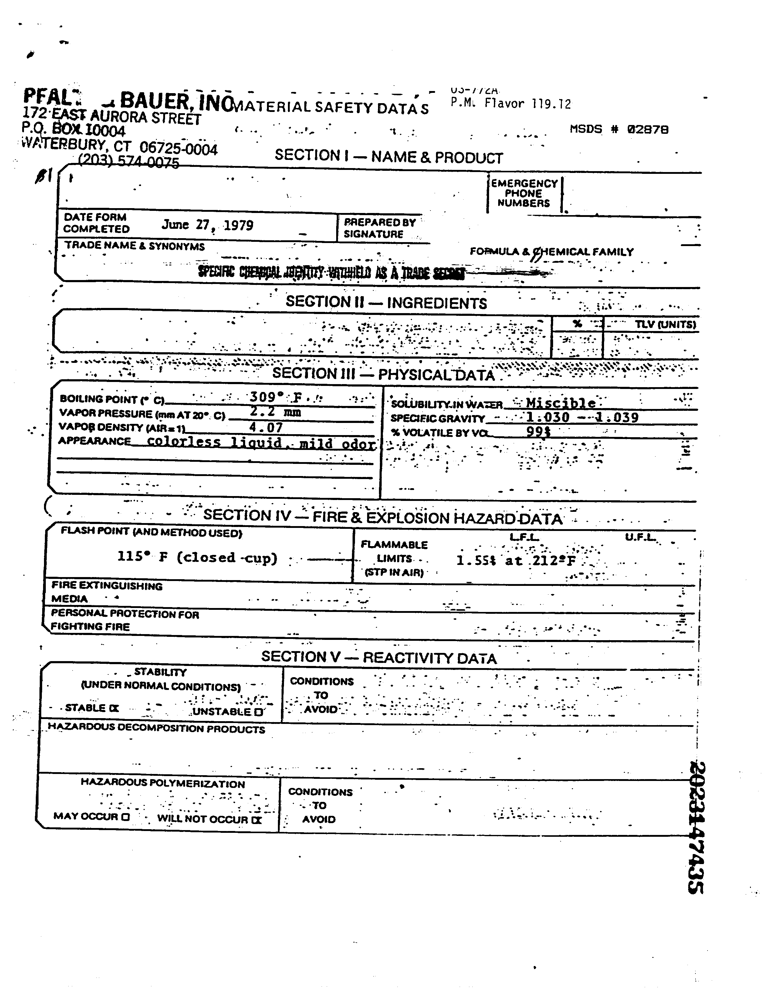 PFAL BAUER, INC MATERIAL SAFETY DATA S
P.M. Flavor 119.12
172 EAST AURORA STREET
P.O. BOX 10004
MSDS # 02878
WATERBURY, CT 06725-0004
(203) 574-0075
SECTION I — NAME & PRODUCT
EMERGENCY PHONE NUMBERS
DATE FORM COMPLETED June 27, 1979
PREPARED BY SIGNATURE
TRADE NAME & SYNONYMS
FORMULA & CHEMICAL FAMILY
SPECIFIC CHEMICAL IDENTITY WITHHELD AS A TRADE SECRET
SECTION II — INGREDIENTS
% TLV (UNITS)
SECTION III — PHYSICAL DATA
BOILING POINT (° C) 309° F
SOLUBILITY IN WATER Miscible
VAPOR PRESSURE (mm AT 20° C) 2.2 mm
SPECIFIC GRAVITY 1.030 - 1.039
VAPOR DENSITY (AIR = 1) 4.07
% VOLATILE BY VOL 99%
APPEARANCE colorless liquid, mild odor
SECTION IV — FIRE & EXPLOSION HAZARD DATA
FLASH POINT (AND METHOD USED)
115° F (closed cup)
FLAMMABLE LIMITS (STP IN AIR)
L.F.L. U.F.L.
1.55% at 212°F
FIRE EXTINGUISHING MEDIA
PERSONAL PROTECTION FOR FIGHTING FIRE
SECTION V — REACTIVITY DATA
STABILITY
(UNDER NORMAL CONDITIONS)
STABLE ☒ UNSTABLE ☐
CONDITIONS TO AVOID
HAZARDOUS DECOMPOSITION PRODUCTS
HAZARDOUS POLYMERIZATION
MAY OCCUR ☐ WILL NOT OCCUR ☒
CONDITIONS TO AVOID
2023147435